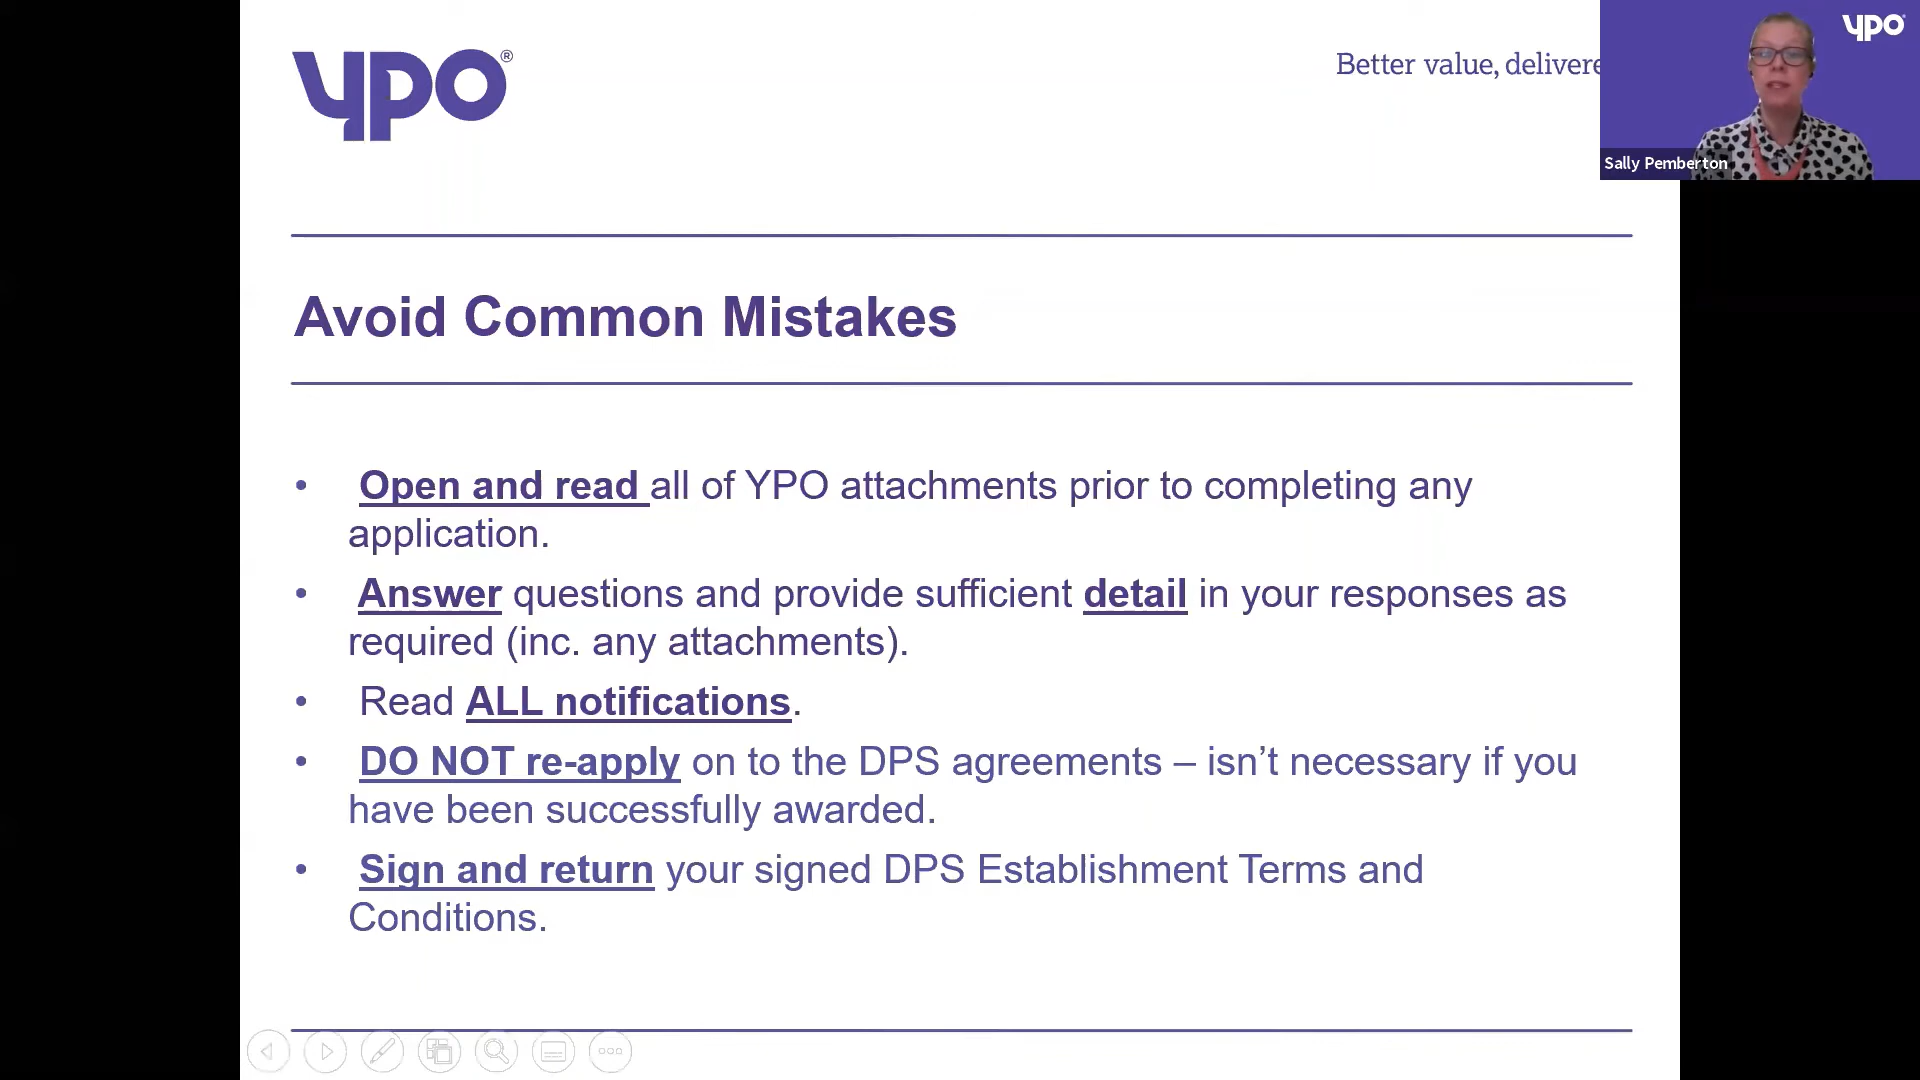 ypo®
Better value, delivere
ypo
Sally Pemberton
Avoid Common Mistakes
• Open and read all of YPO attachments prior to completing any
application.
• Answer questions and provide sufficient detail in your responses as
required (inc. any attachments).
• Read ALL notifications.
• DO NOT re-apply on to the DPS agreements – isn’t necessary if you
have been successfully awarded.
• Sign and return your signed DPS Establishment Terms and
Conditions.